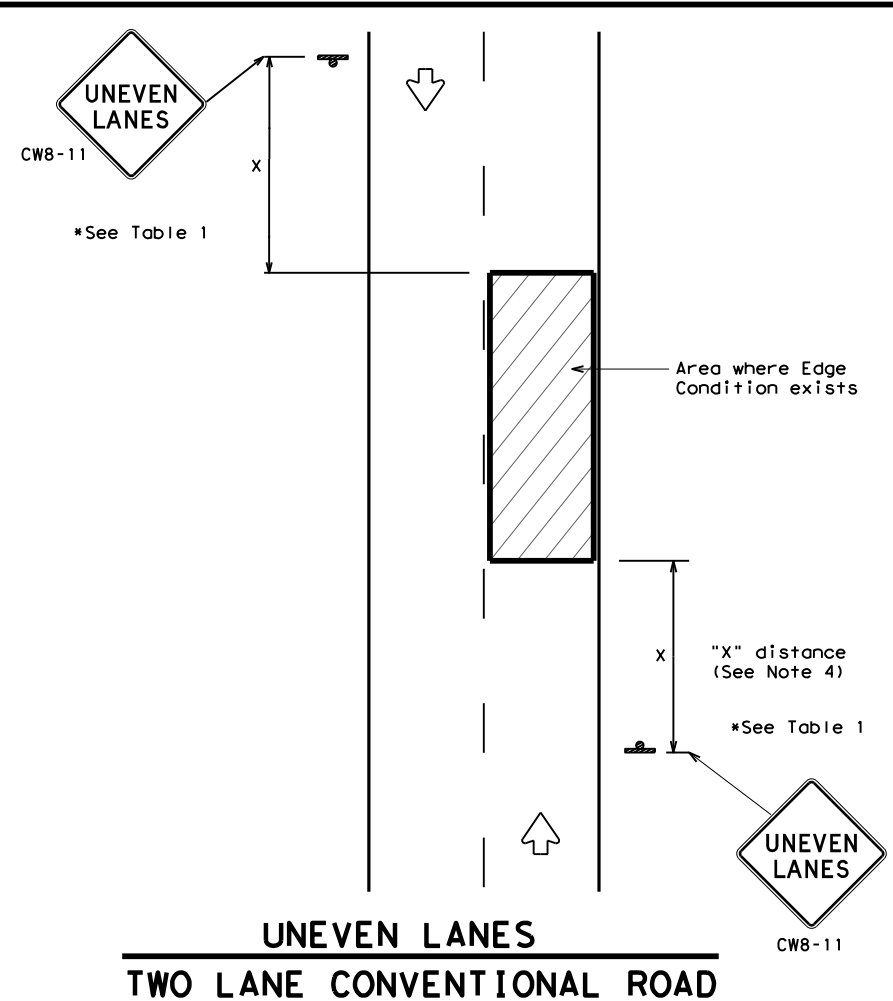 UNEVEN
LANES
CW8-11
X
*See Table 1
Area where Edge
Condition exists
X
"X" distance
(See Note 4)
*See Table 1
UNEVEN
LANES
CW8-11
UNEVEN LANES
TWO LANE CONVENTIONAL ROAD